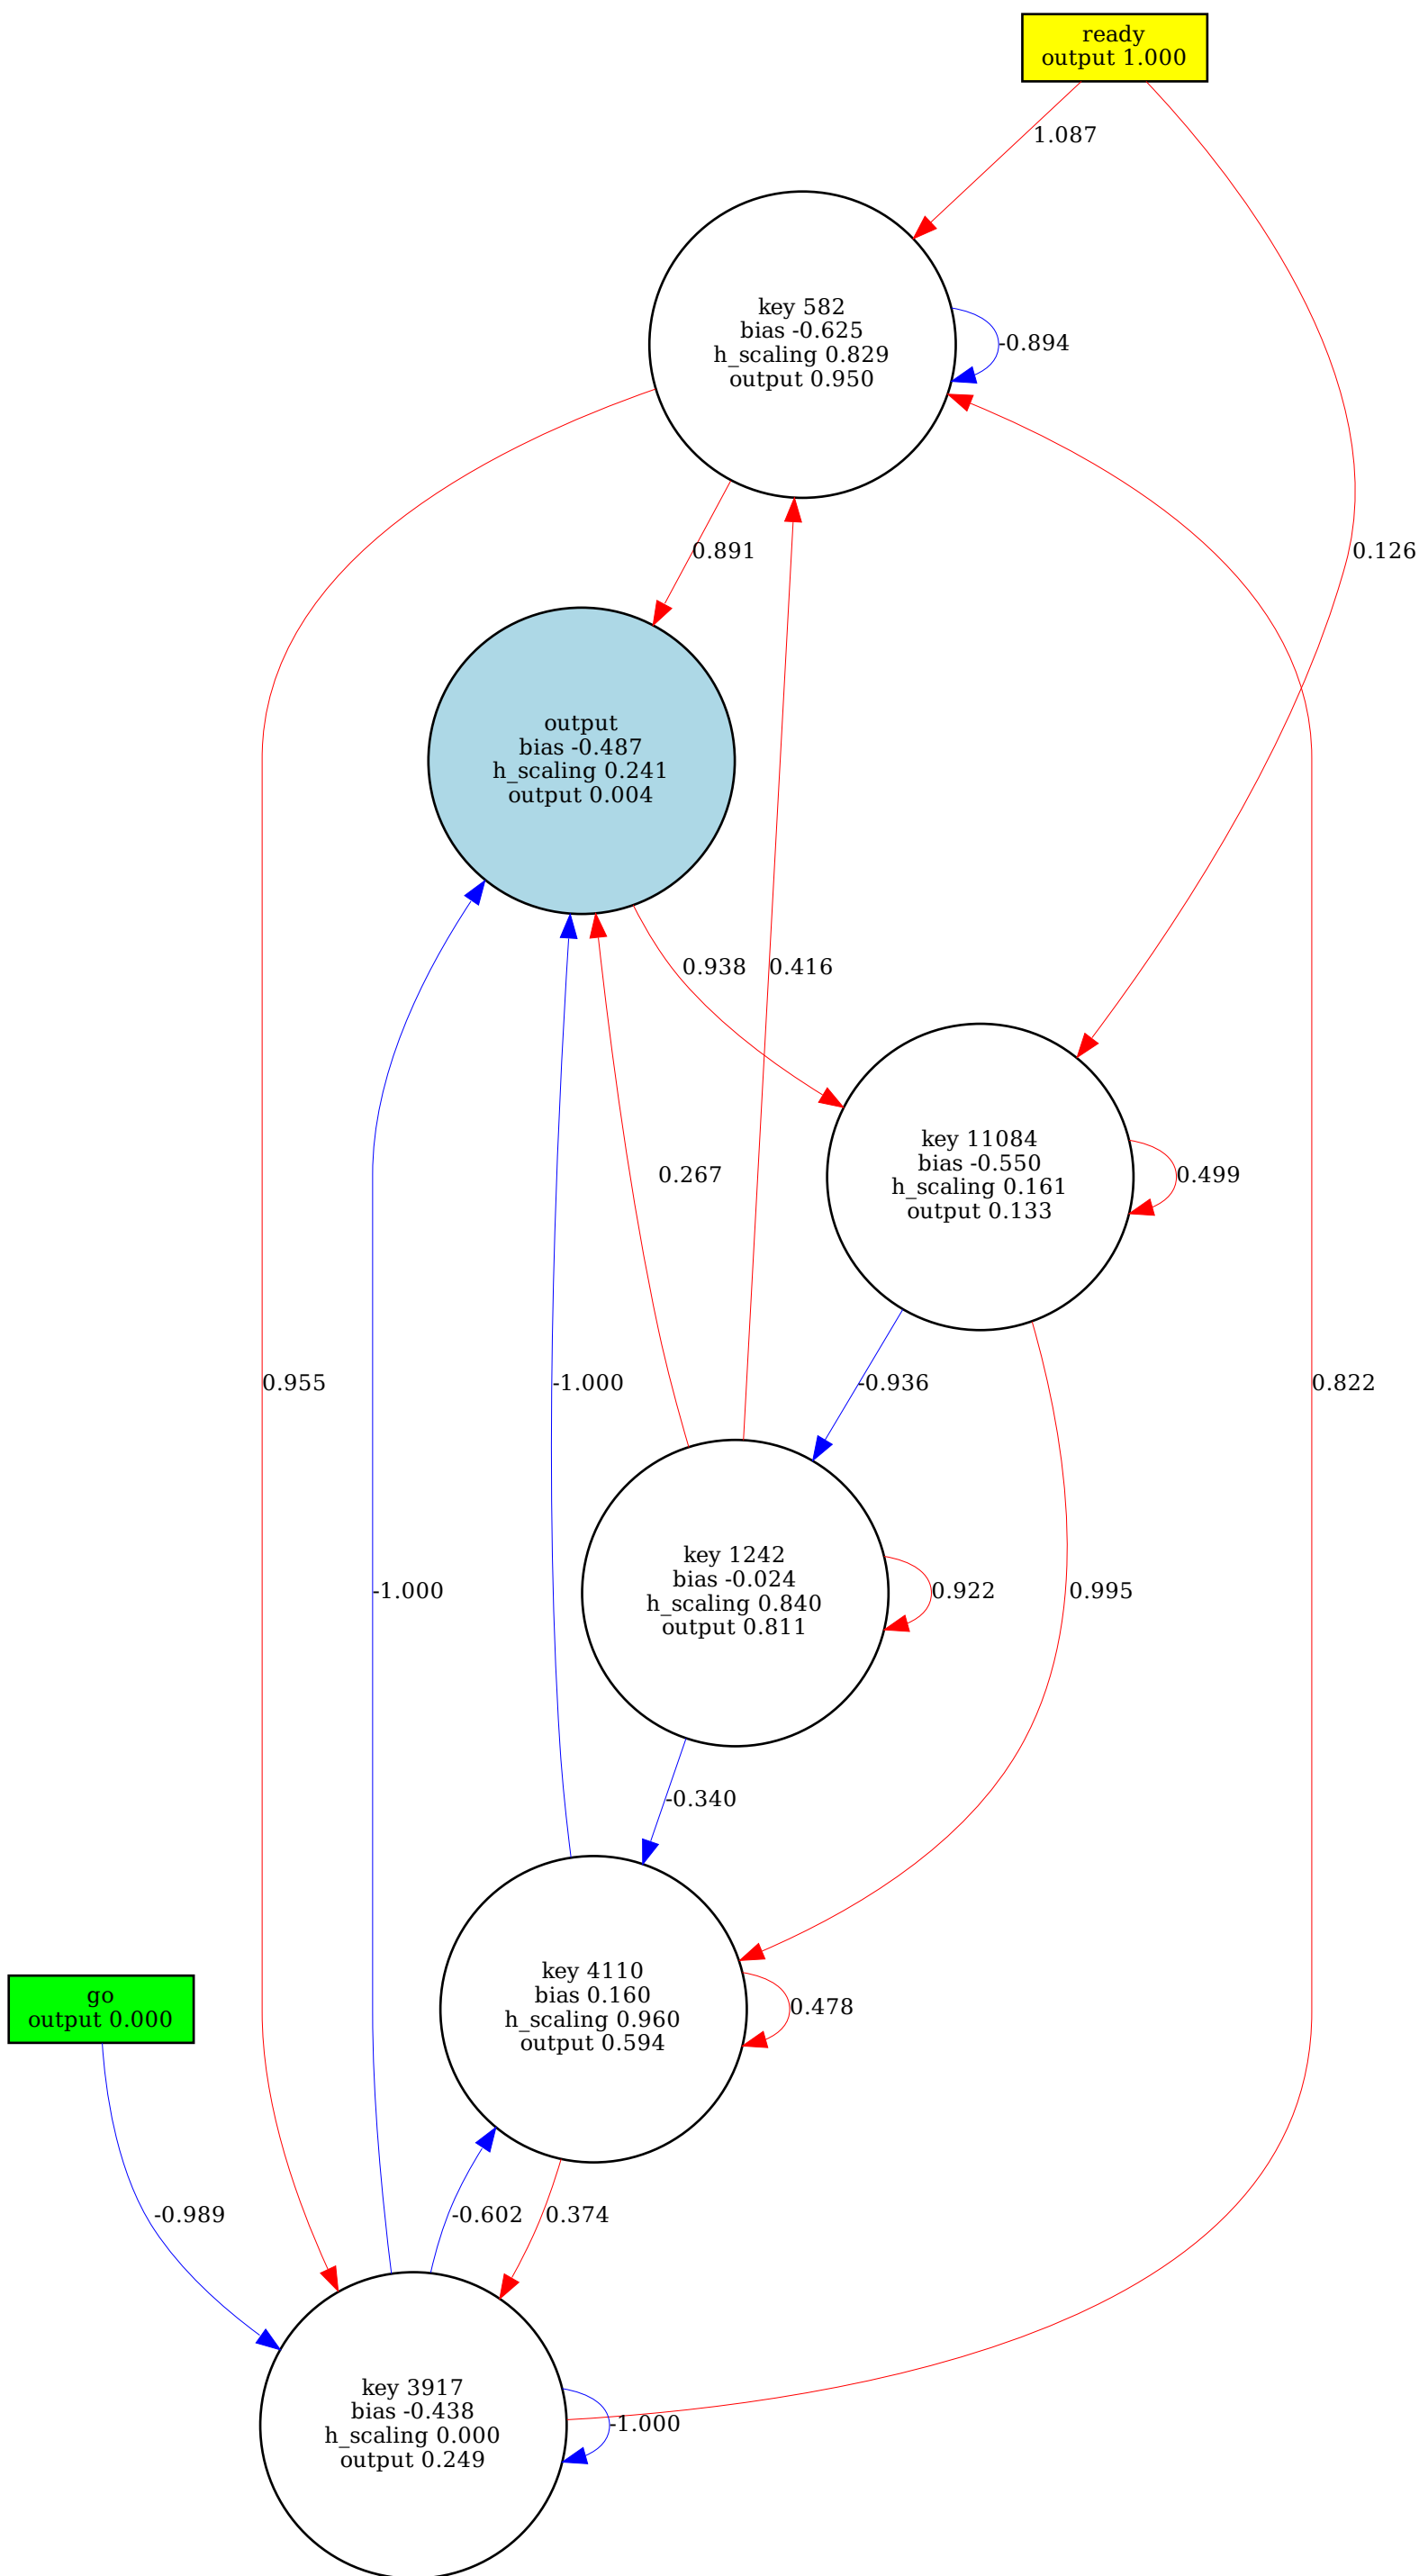 ready
output 1.000
1.087
key 582
bias -0.625
h_scaling 0.829
output 0.950
-0.894
0.891
0.126
output
bias -0.487
h_scaling 0.241
output 0.004
0.938
0.416
key 11084
bias -0.550
h_scaling 0.161
output 0.133
0.267
0.499
0.955
-1.000
-0.936
0.822
key 1242
bias -0.024
h_scaling 0.840
output 0.811
-1.000
0.922
0.995
-0.340
key 4110
bias 0.160
h_scaling 0.960
output 0.594
go
output 0.000
0.478
-0.989
-0.602
0.374
key 3917
bias -0.438
h_scaling 0.000
output 0.249
-1.000